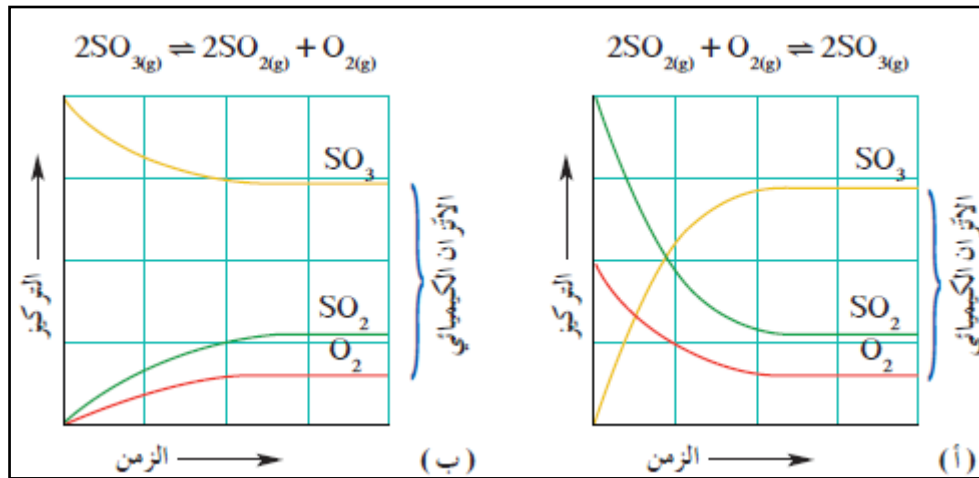 2SO₂(g) + O₂(g) ⇌ 2SO₃(g)
SO₃
SO₂
O₂
التركيز
الاتزان الكيميائي
الزمن
(أ)
2SO₃(g) ⇌ 2SO₂(g) + O₂(g)
SO₃
SO₂
O₂
التركيز
الاتزان الكيميائي
الزمن
(ب)